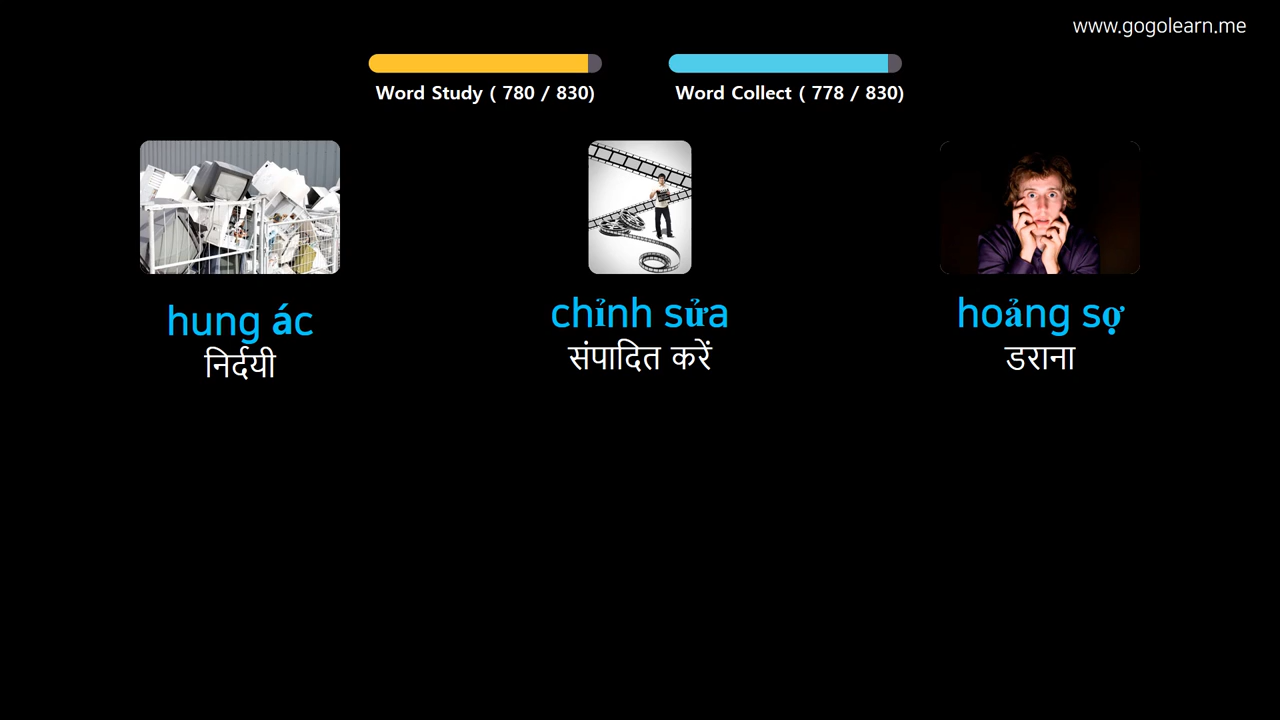 www.gogolearn.me
Word Study ( 780 / 830)
Word Collect ( 778 / 830)
hung ác
निर्दयी
chỉnh sửa
संपादित करें
hoảng sợ
डराना